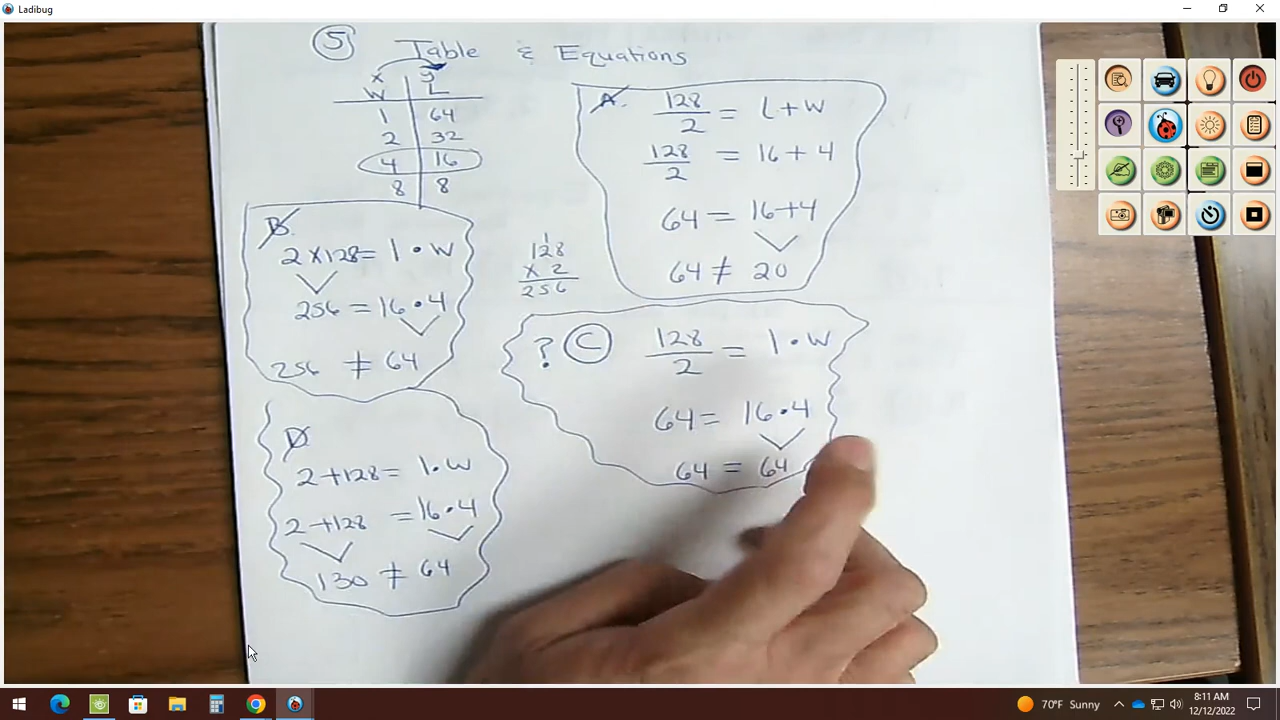 Ladibug
5 Table & Equations
x y
W L
1 64
2 32
4 16
8 8
A. 128/2 = l + w
128/2 = 16 + 4
64 = 16+4
64 ≠ 20
B.
2 x 128 = l · w
256 = 16 · 4
256 ≠ 64
128
x 2
256
? C 128/2 = l · w
64 = 16 · 4
64 = 64
D
2 + 128 = l · w
2 + 128 = 16 · 4
130 ≠ 64
70°F Sunny
8:11 AM
12/12/2022